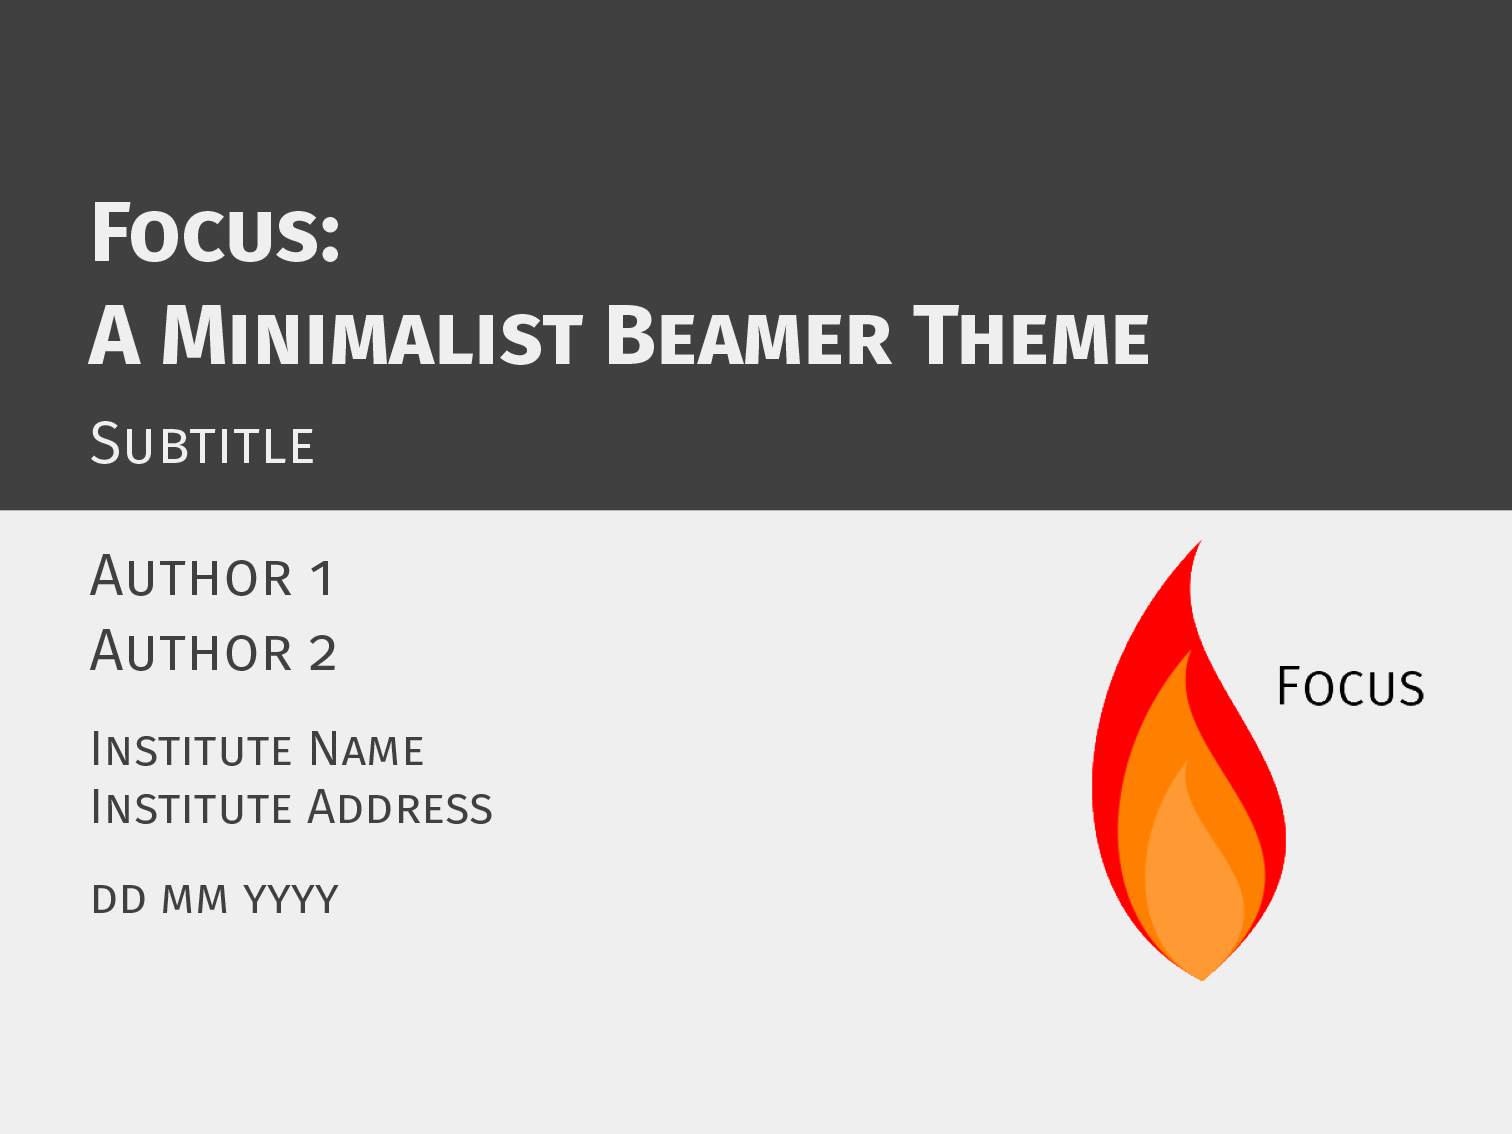 Focus:
A Minimalist Beamer Theme
Subtitle
Author 1
Author 2
Focus
Institute Name
Institute Address
dd mm yyyy